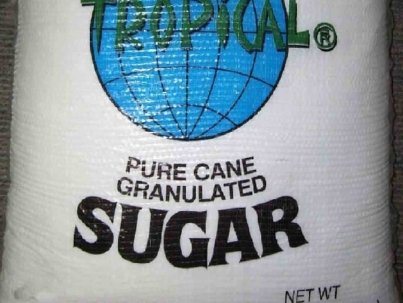 TROPICAL®
PURE CANE
GRANULATED
SUGAR
NET WT